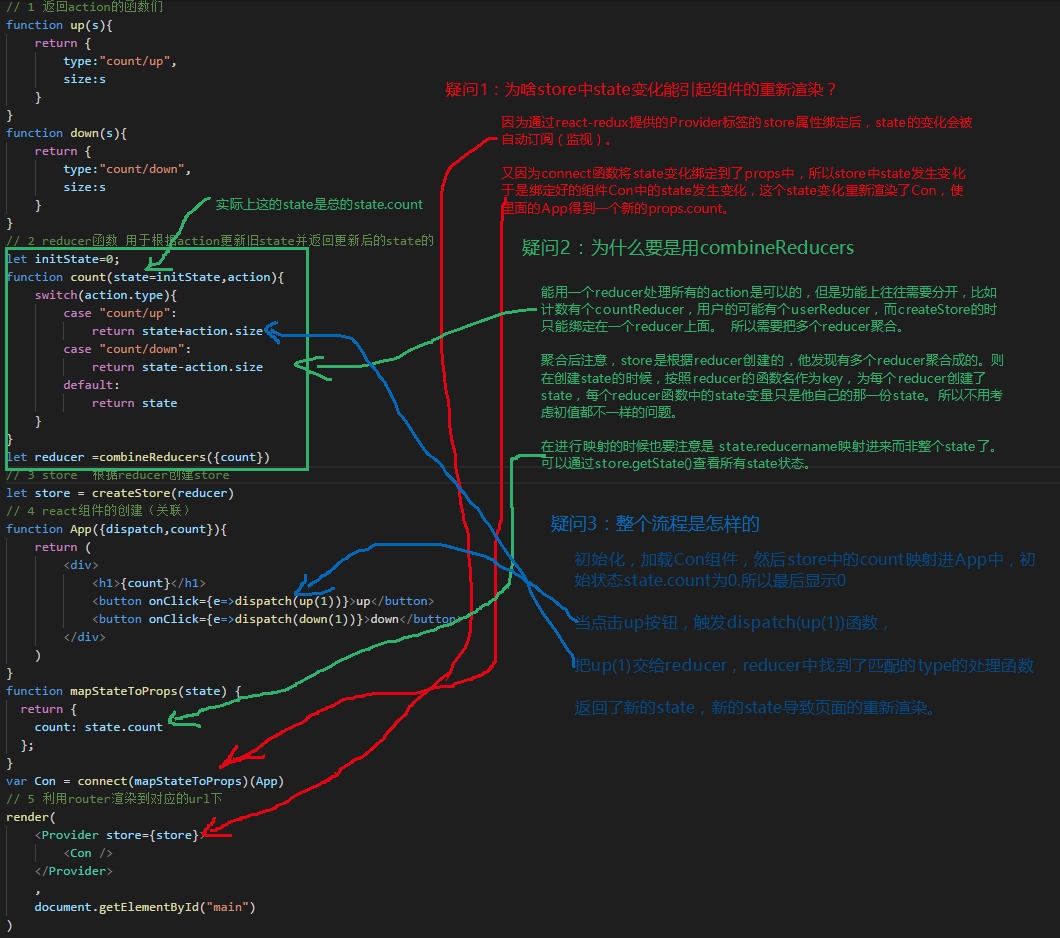 // 1 返回action的函数们
function up(s){
    return {
        type:"count/up",
        size:s
    }
}
function down(s){
    return {
        type:"count/down",
        size:s
    }
}
// 2 reducer函数 用于根据action更新旧state并返回更新后的state的
let initState=0;
function count(state=initState,action){
    switch(action.type){
        case "count/up":
            return state+action.size
        case "count/down":
            return state-action.size
        default:
            return state
    }
}
let reducer =combineReducers({count})
// 3 store  根据reducer创建store
let store = createStore(reducer)
// 4 react组件的创建（关联）
function App({dispatch,count}){
    return (
        <div>
            <h1>{count}</h1>
            <button onClick={e=>dispatch(up(1))}>up</button>
            <button onClick={e=>dispatch(down(1))}>down</button>
        </div>
    )
}
function mapStateToProps(state) {
  return {
    count: state.count
  };
}
var Con = connect(mapStateToProps)(App)
// 5 利用router渲染到对应的url下
render(
    <Provider store={store}>
        <Con />
    </Provider>
    ,
    document.getElementById("main")
)
实际上这的state是总的state.count
疑问1：为啥store中state变化能引起组件的重新渲染？
因为通过react-redux提供的Provider标签的store属性绑定后，state的变化会被
自动订阅（监视）。
又因为connect函数将state变化绑定到了props中，所以store中state发生变化
于是绑定好的组件Con中的state发生变化，这个state变化重新渲染了Con，使
里面的App得到一个新的props.count。
疑问2：为什么要是用combineReducers
能用一个reducer处理所有的action是可以的，但是功能上往往需要分开，比如
计数有个countReducer，用户的可能有个userReducer，而createStore的时
只能绑定在一个reducer上面。 所以需要把多个reducer聚合。
聚合后注意，store是根据reducer创建的，他发现有多个reducer聚合成的。则
在创建state的时候，按照reducer的函数名作为key，为每个reducer创建了
state，每个reducer函数中的state变量只是他自己的那一份state。所以不用考
虑初值都不一样的问题。
在进行映射的时候也要注意是 state.reducername映射进来而非整个state了。
可以通过store.getState()查看所有state状态。
疑问3：整个流程是怎样的
初始化，加载Con组件，然后store中的count映射进App中，初
始状态state.count为0.所以最后显示0
当点击up按钮，触发dispatch(up(1))函数，
把up(1)交给reducer，reducer中找到了匹配的type的处理函数
返回了新的state，新的state导致页面的重新渲染。